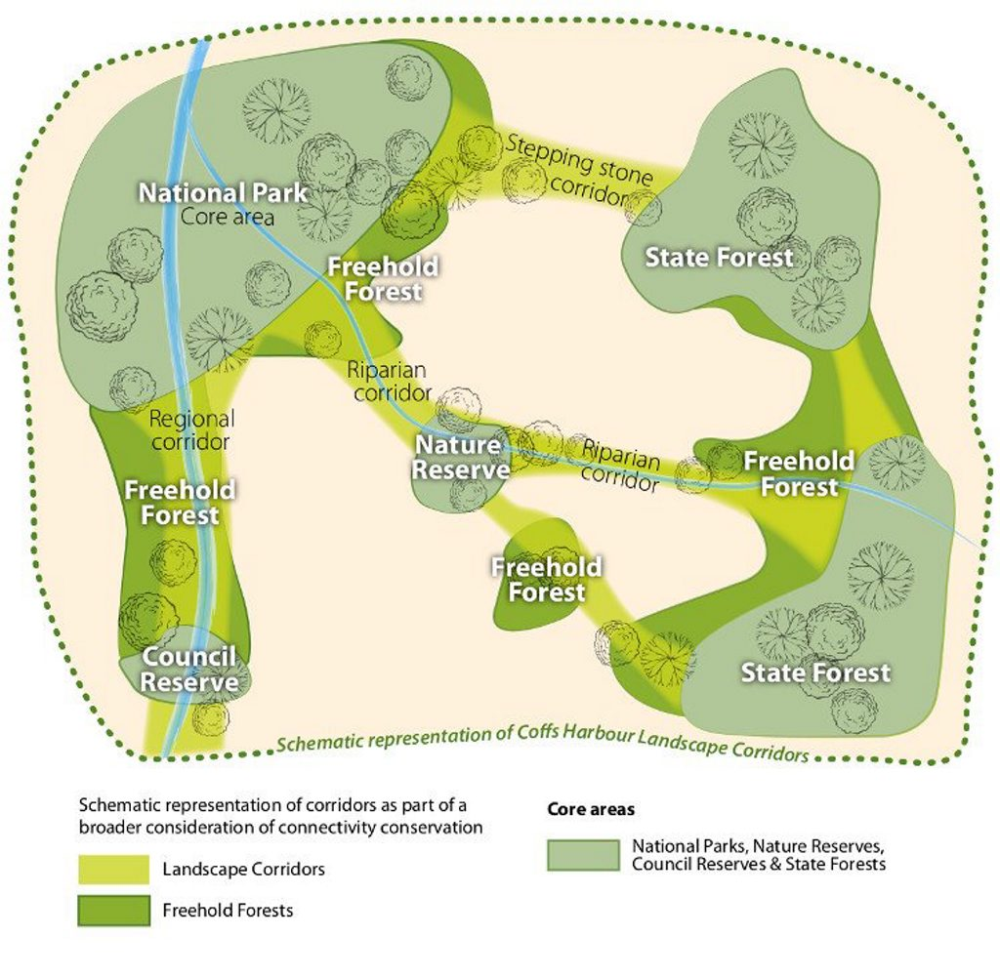 Stepping stone
corridor
National Park
Core area
State Forest
Freehold
Forest
Riparian
corridor
Regional
corridor
Nature
Reserve
Riparian
corridor
Freehold
Forest
Freehold
Forest
Freehold
Forest
Council
Reserve
State Forest
Schematic representation of Coffs Harbour Landscape Corridors
Schematic representation of corridors as part of a
broader consideration of connectivity conservation
Landscape Corridors
Freehold Forests
Core areas
National Parks, Nature Reserves,
Council Reserves & State Forests